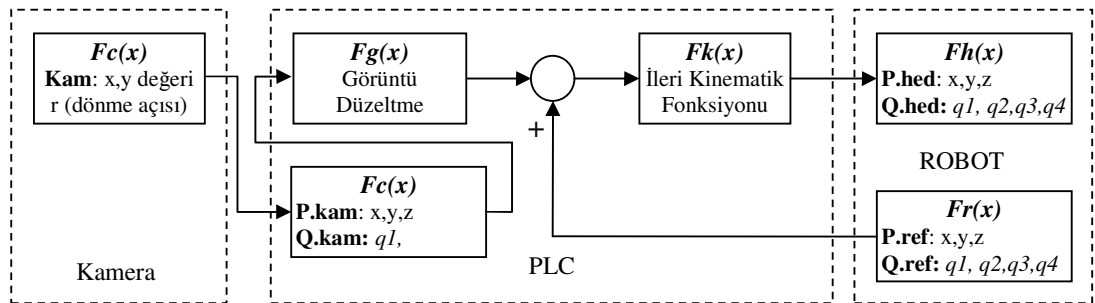 Fc(x)
Kam: x,y değeri
r (dönme açısı)
Kamera
Fg(x)
Görüntü
Düzeltme
Fc(x)
P.kam: x,y,z
Q.kam: q1,
+
Fk(x)
İleri Kinematik
Fonksiyonu
PLC
Fh(x)
P.hed: x,y,z
Q.hed: q1, q2,q3,q4
ROBOT
Fr(x)
P.ref: x,y,z
Q.ref: q1, q2,q3,q4